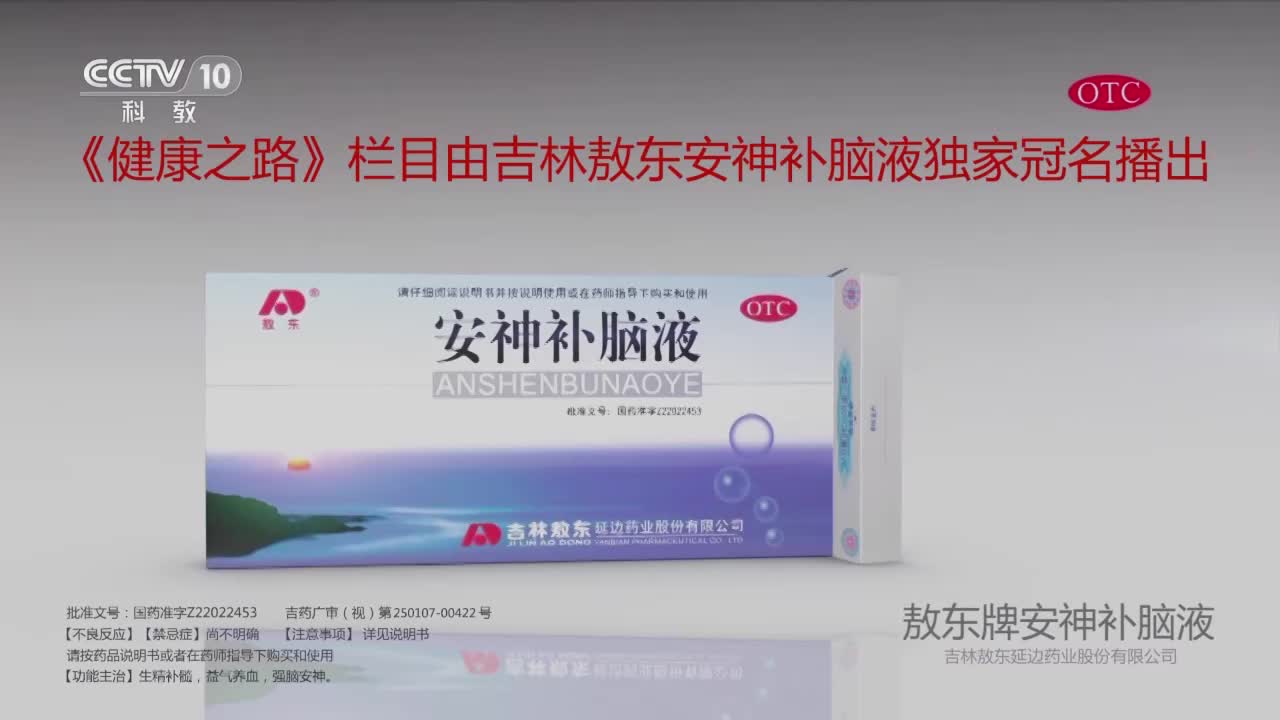 CCTV 10
科教
OTC
《健康之路》栏目由吉林敖东安神补脑液独家冠名播出
敖东
®
请仔细阅读说明书并按说明使用或在药师指导下购买和使用
OTC
安神补脑液
ANSHENBUNAOYE
批准文号：国药准字Z22022453
吉林敖东延边药业股份有限公司
JI LIN AO DONG YANBIAN PHARMACEUTICAL CO., LTD
批准文号：国药准字Z22022453 吉药广审（视）第250107-00422号
【不良反应】【禁忌症】尚不明确 【注意事项】详见说明书
请按药品说明书或者在药师指导下购买和使用
【功能主治】生精补髓，益气养血，强脑安神。
敖东牌安神补脑液
吉林敖东延边药业股份有限公司